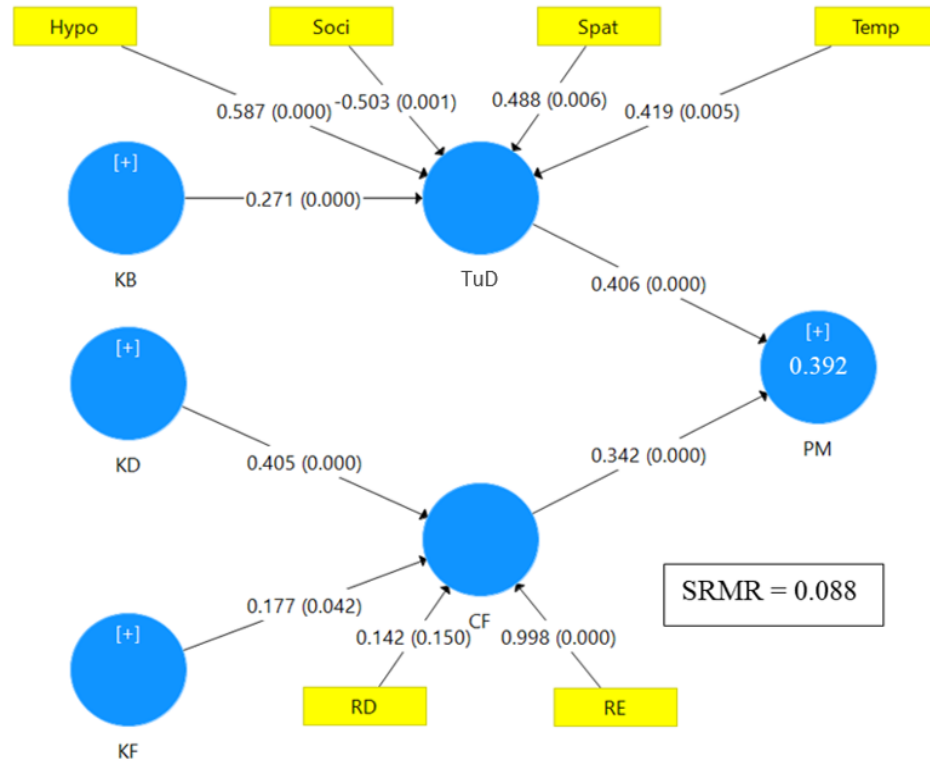 Hypo Soci Spat Temp
0.587 (0.000) -0.503 (0.001) 0.488 (0.006) 0.419 (0.005)
[+]
0.271 (0.000)
KB TuD
0.406 (0.000)
[+]
[+]
0.392
PM
KD
0.405 (0.000)
0.342 (0.000)
SRMR = 0.088
0.177 (0.042)
CF
[+]
0.142 (0.150) 0.998 (0.000)
RD RE
KF